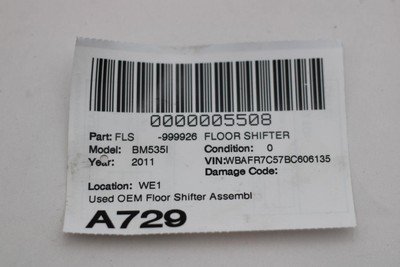 0000005508
Part: FLS -999926 FLOOR SHIFTER
Model: BM535I Condition: 0
Year: 2011 VIN:WBAFR7C57BC606135
Damage Code:
Location: WE1
Used OEM Floor Shifter Assembl
A729